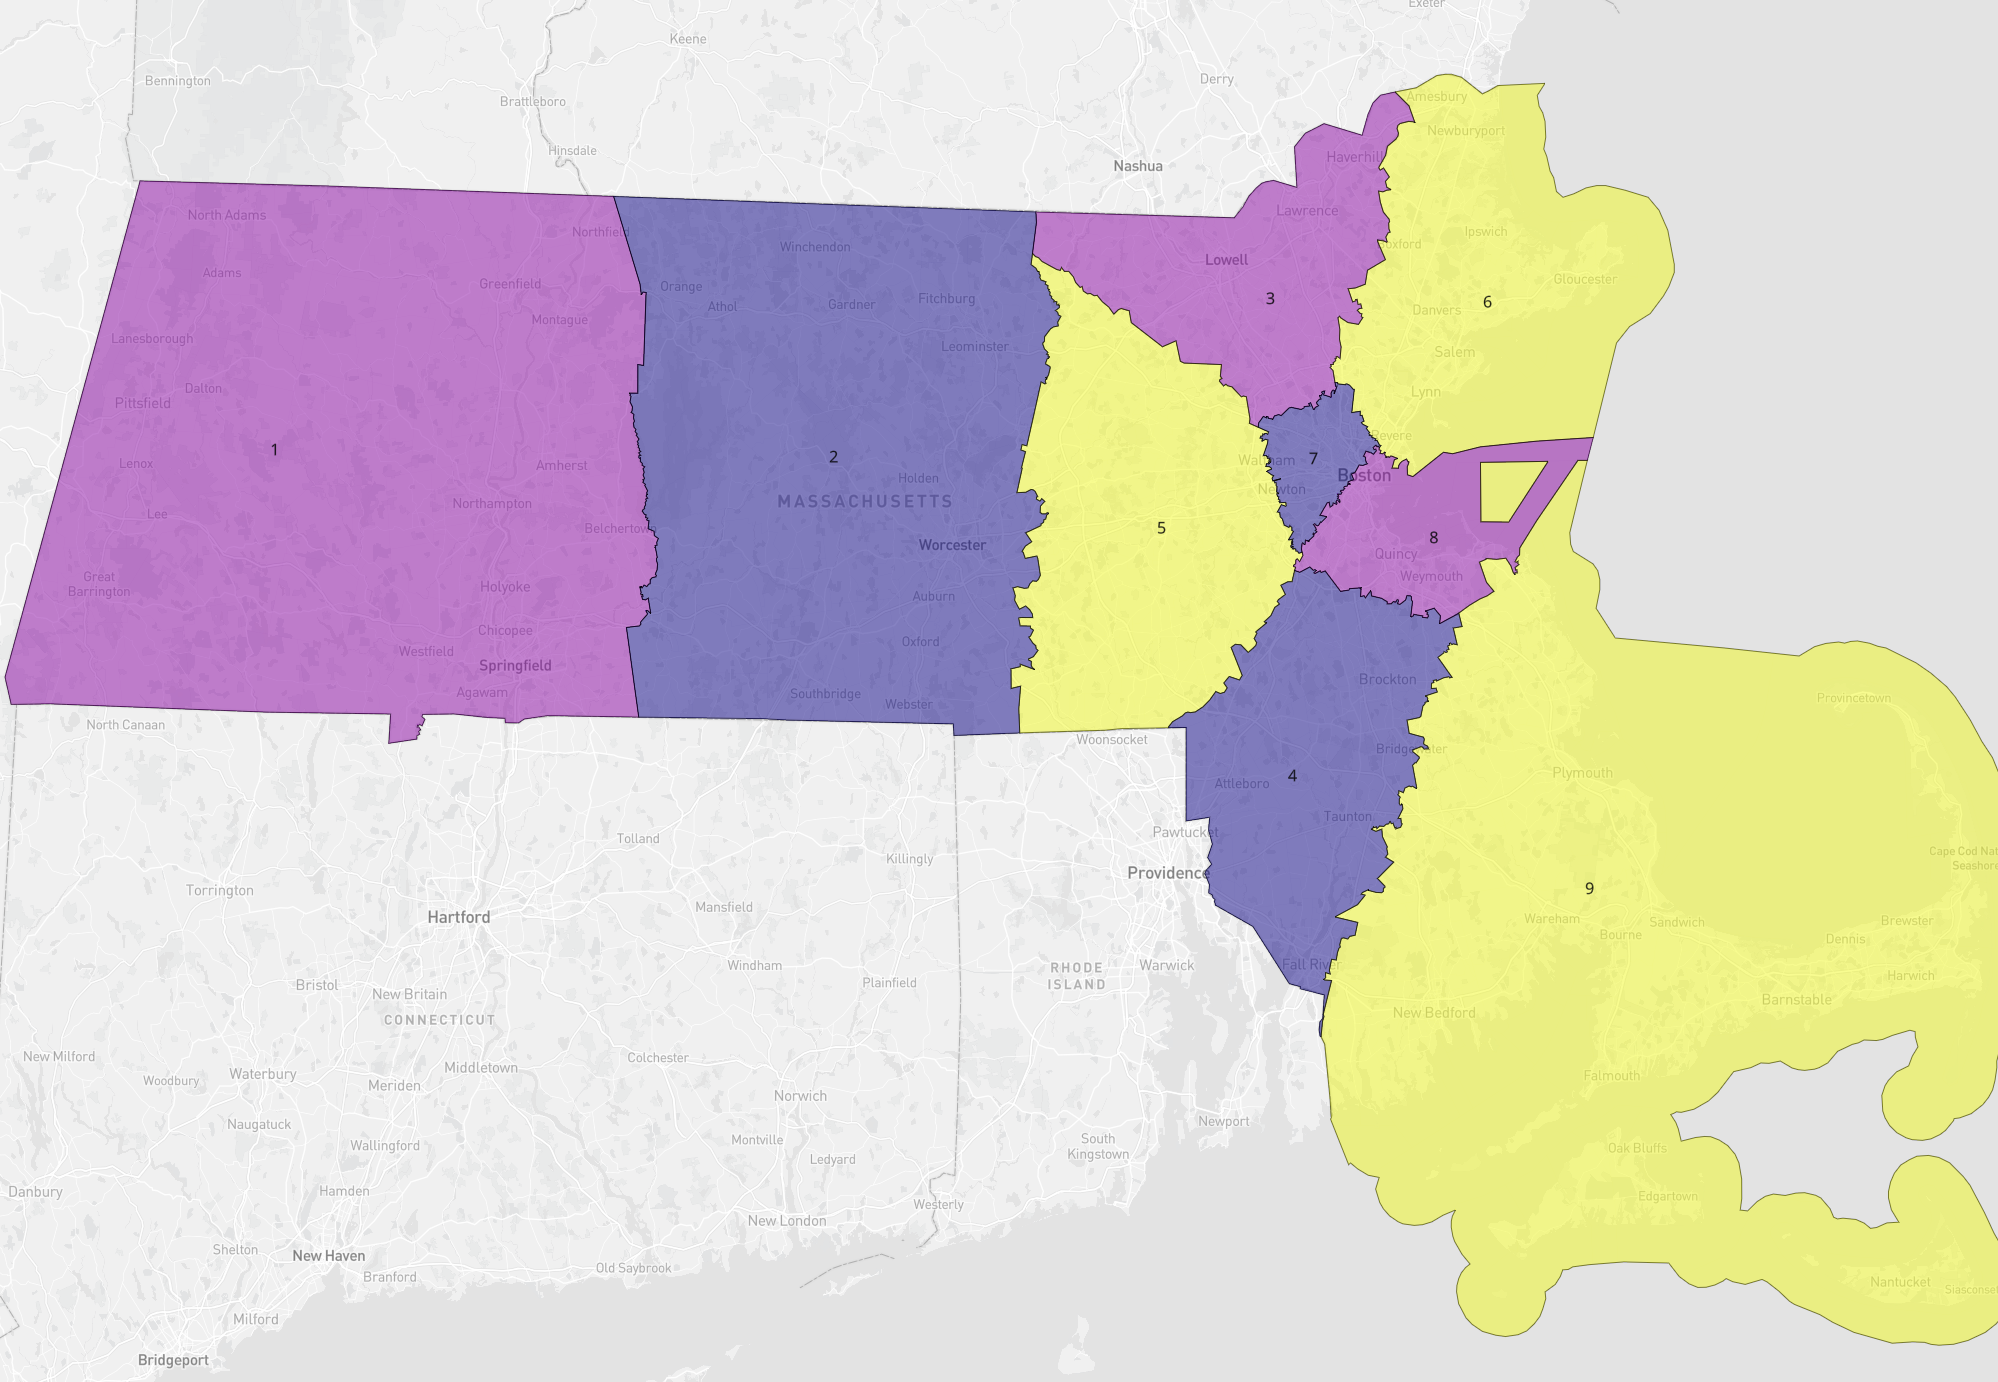 Exeter
Keene
Bennington
Derry
Brattleboro
Amesbury
Newburyport
Hinsdale
Nashua
Haverhill
North Adams
Lawrence
Northfield
Ipswich
oxford
Winchendon
Lowell
Adams
Greenfield
Orange
Gloucester
Athol
Gardner
Fitchburg
3
6
Danvers
Montague
Lanesborough
Leominster
Salem
Dalton
Lynn
Pittsfield
Revere
1
2
7
Waltham
Lenox
Amherst
Boston
Holden
Newton
MASSACHUSETTS
Northampton
Lee
Belchertow
5
8
Worcester
Quincy
Great
Barrington
Weymouth
Holyoke
Auburn
Chicopee
Oxford
Westfield
Springfield
Brockton
Agawam
Southbridge
Webster
Provincetown
North Canaan
Woonsocket
Bridgewater
Plymouth
4
Attleboro
Taunton
Pawtucket
Tolland
Killingly
Cape Cod Nat
Seashore
Providence
Torrington
9
Mansfield
Hartford
Wareham
Sandwich
Brewster
Bourne
Dennis
Windham
RHODE
ISLAND
Warwick
Fall River
Harwich
Bristol
Plainfield
New Britain
Barnstable
CONNECTICUT
New Bedford
New Milford
Colchester
Middletown
Waterbury
Falmouth
Woodbury
Meriden
Norwich
Naugatuck
Newport
Wallingford
Montville
South
Kingstown
Oak Bluffs
Ledyard
Danbury
Hamden
Edgartown
Westerly
New London
Shelton
New Haven
Old Saybrook
Branford
Nantucket
Siasconset
Milford
Bridgeport